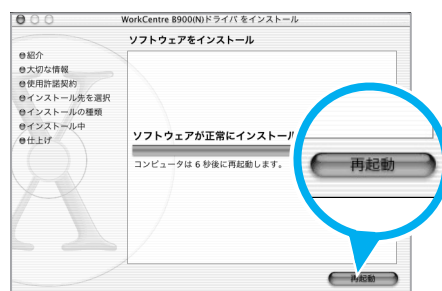 WorkCentre B900(N)ドライバ をインストール
ソフトウェアをインストール
紹介
大切な情報
使用許諾契約
インストール先を選択
インストールの種類
インストール中
仕上げ
ソフトウェアが正常にインストール
コンピュータは 6 秒後に再起動します。
再起動
再起動